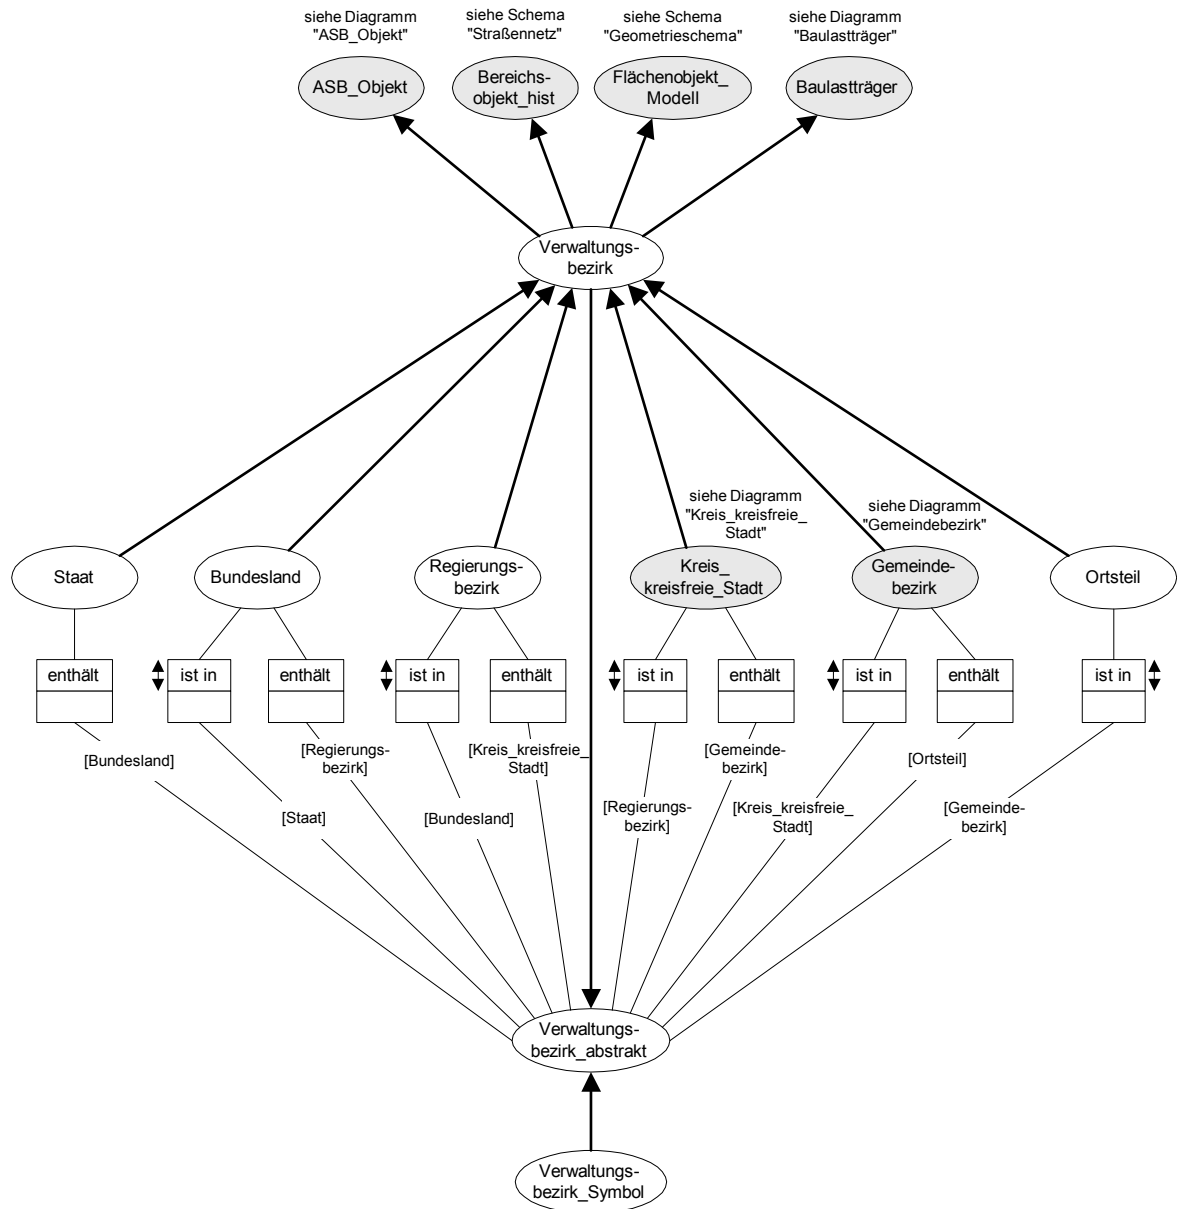 siehe Diagramm
"ASB_Objekt"
siehe Schema
"Straßennetz"
siehe Schema
"Geometrieschema"
siehe Diagramm
"Baulastträger"
ASB_Objekt
Bereichs-
objekt_hist
Flächenobjekt_
Modell
Baulastträger
Verwaltungs-
bezirk
siehe Diagramm
"Kreis_kreisfreie_
Stadt"
siehe Diagramm
"Gemeindebezirk"
Staat
Bundesland
Regierungs-
bezirk
Kreis_
kreisfreie_Stadt
Gemeinde-
bezirk
Ortsteil
enthält
ist in
enthält
ist in
enthält
ist in
enthält
ist in
enthält
ist in
[Bundesland]
[Regierungs-
bezirk]
[Kreis_kreisfreie_
Stadt]
[Gemeinde-
bezirk]
[Ortsteil]
[Staat]
[Bundesland]
[Regierungs-
bezirk]
[Kreis_kreisfreie_
Stadt]
[Gemeinde-
bezirk]
Verwaltungs-
bezirk_abstrakt
Verwaltungs-
bezirk_Symbol